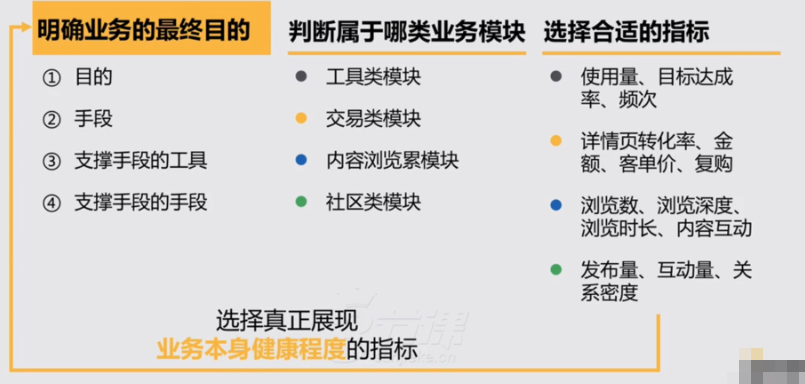 明确业务的最终目的
① 目的
② 手段
③ 支撑手段的工具
④ 支撑手段的手段
判断属于哪类业务模块
工具类模块
交易类模块
内容浏览累模块
社区类模块
选择合适的指标
使用量、目标达成
率、频次
详情页转化率、金
额、客单价、复购
浏览数、浏览深度、
浏览时长、内容互动
发布量、互动量、关
系密度
选择真正展现
业务本身健康程度的指标